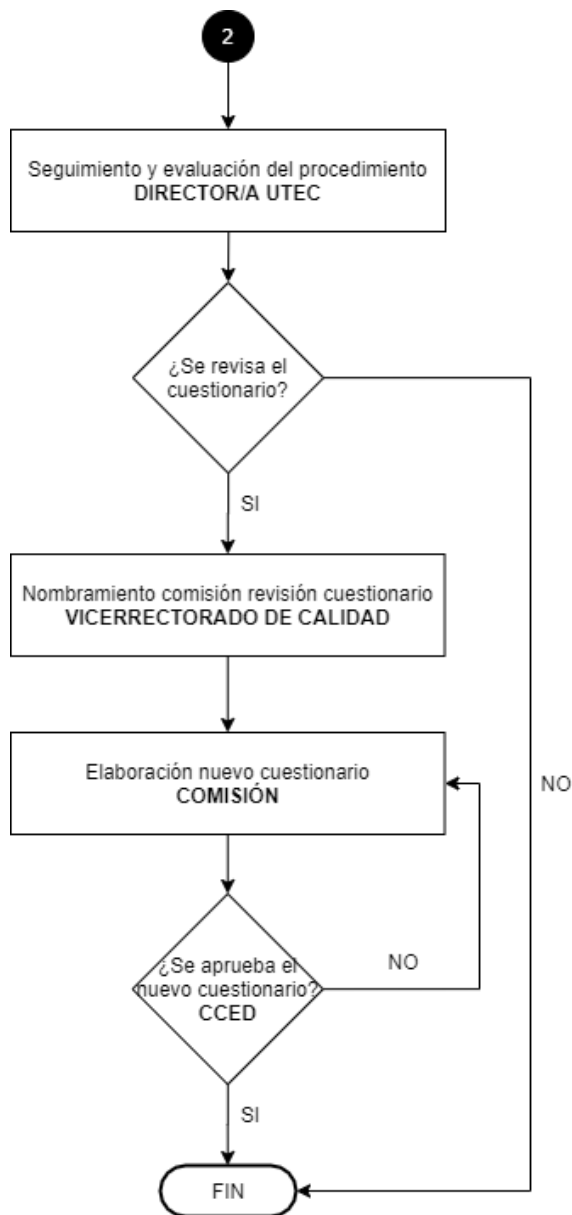 2
Seguimiento y evaluación del procedimiento
DIRECTOR/A UTEC
¿Se revisa el
cuestionario?
SI
Nombramiento comisión revisión cuestionario
VICERRECTORADO DE CALIDAD
Elaboración nuevo cuestionario
COMISIÓN
NO
¿Se aprueba el
nuevo cuestionario?
CCED
NO
SI
FIN